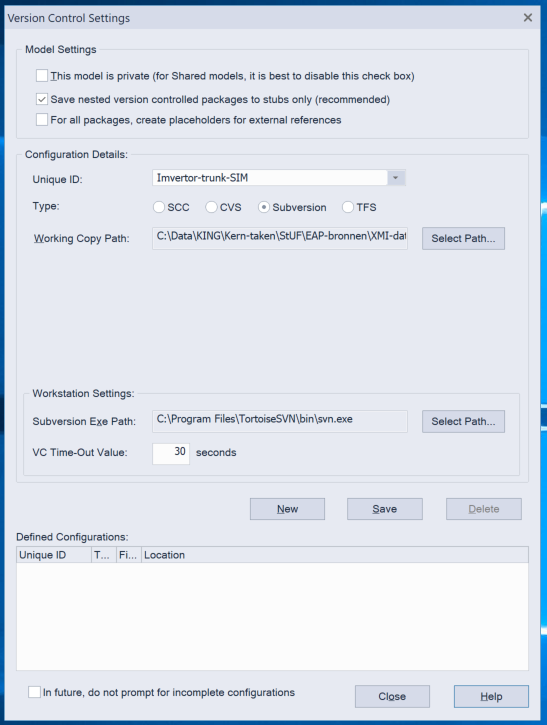 Version Control Settings
Model Settings
This model is private (for Shared models, it is best to disable this check box)
Save nested version controlled packages to stubs only (recommended)
For all packages, create placeholders for external references
Configuration Details:
Unique ID: Imvertor-trunk-SIM
Type: SCC CVS Subversion TFS
Working Copy Path: C:\Data\KING\Kern-taken\StUF\EAP-bronnen\XMI-dat Select Path...
Workstation Settings:
Subversion Exe Path: C:\Program Files\TortoiseSVN\bin\svn.exe Select Path...
VC Time-Out Value: 30 seconds
New Save Delete
Defined Configurations:
Unique ID T... Fi... Location
In future, do not prompt for incomplete configurations
Close Help